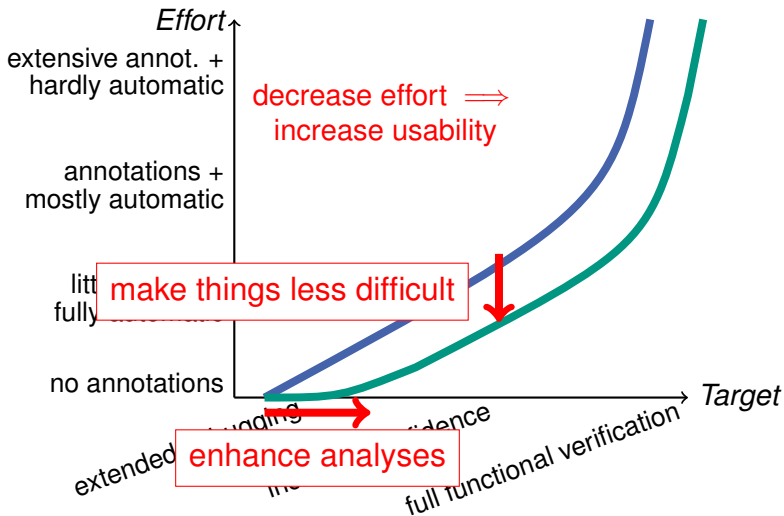 Effort
extensive annot. +
hardly automatic
decrease effort ⟹
increase usability
annotations +
mostly automatic
make things less difficult
fully
no annotations
Target
extended
full functional verification
enhance analyses